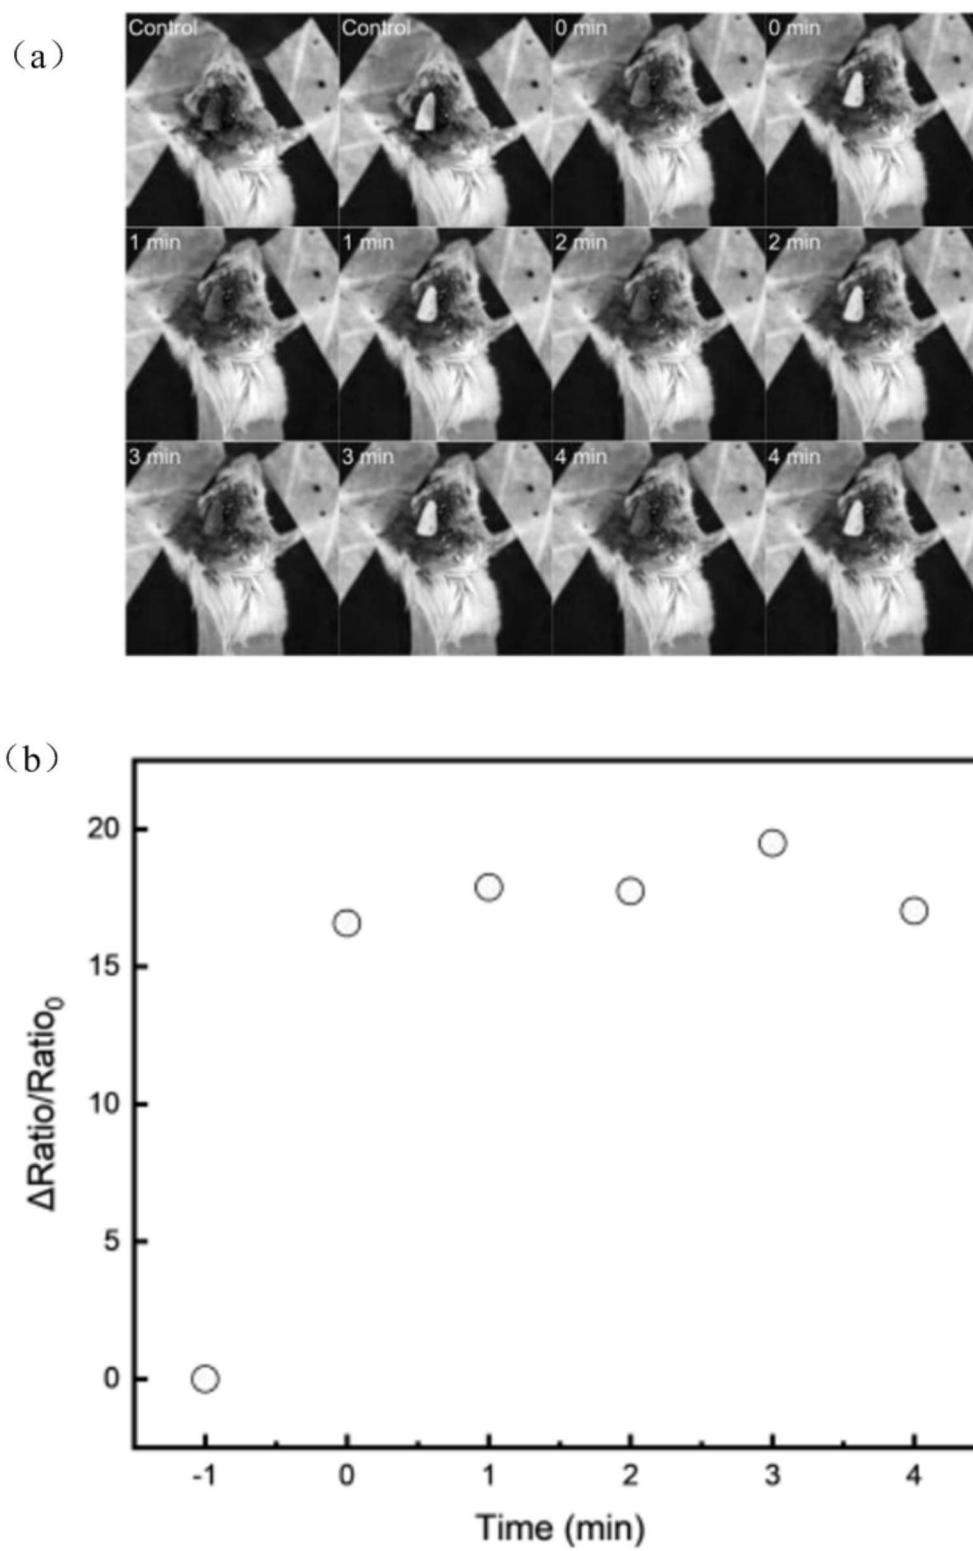 (a)
Control Control 0 min 0 min
1 min 1 min 2 min 2 min
3 min 3 min 4 min 4 min
(b)
20
15
10
5
0
ΔRatio/Ratio₀
-1 0 1 2 3 4
Time (min)